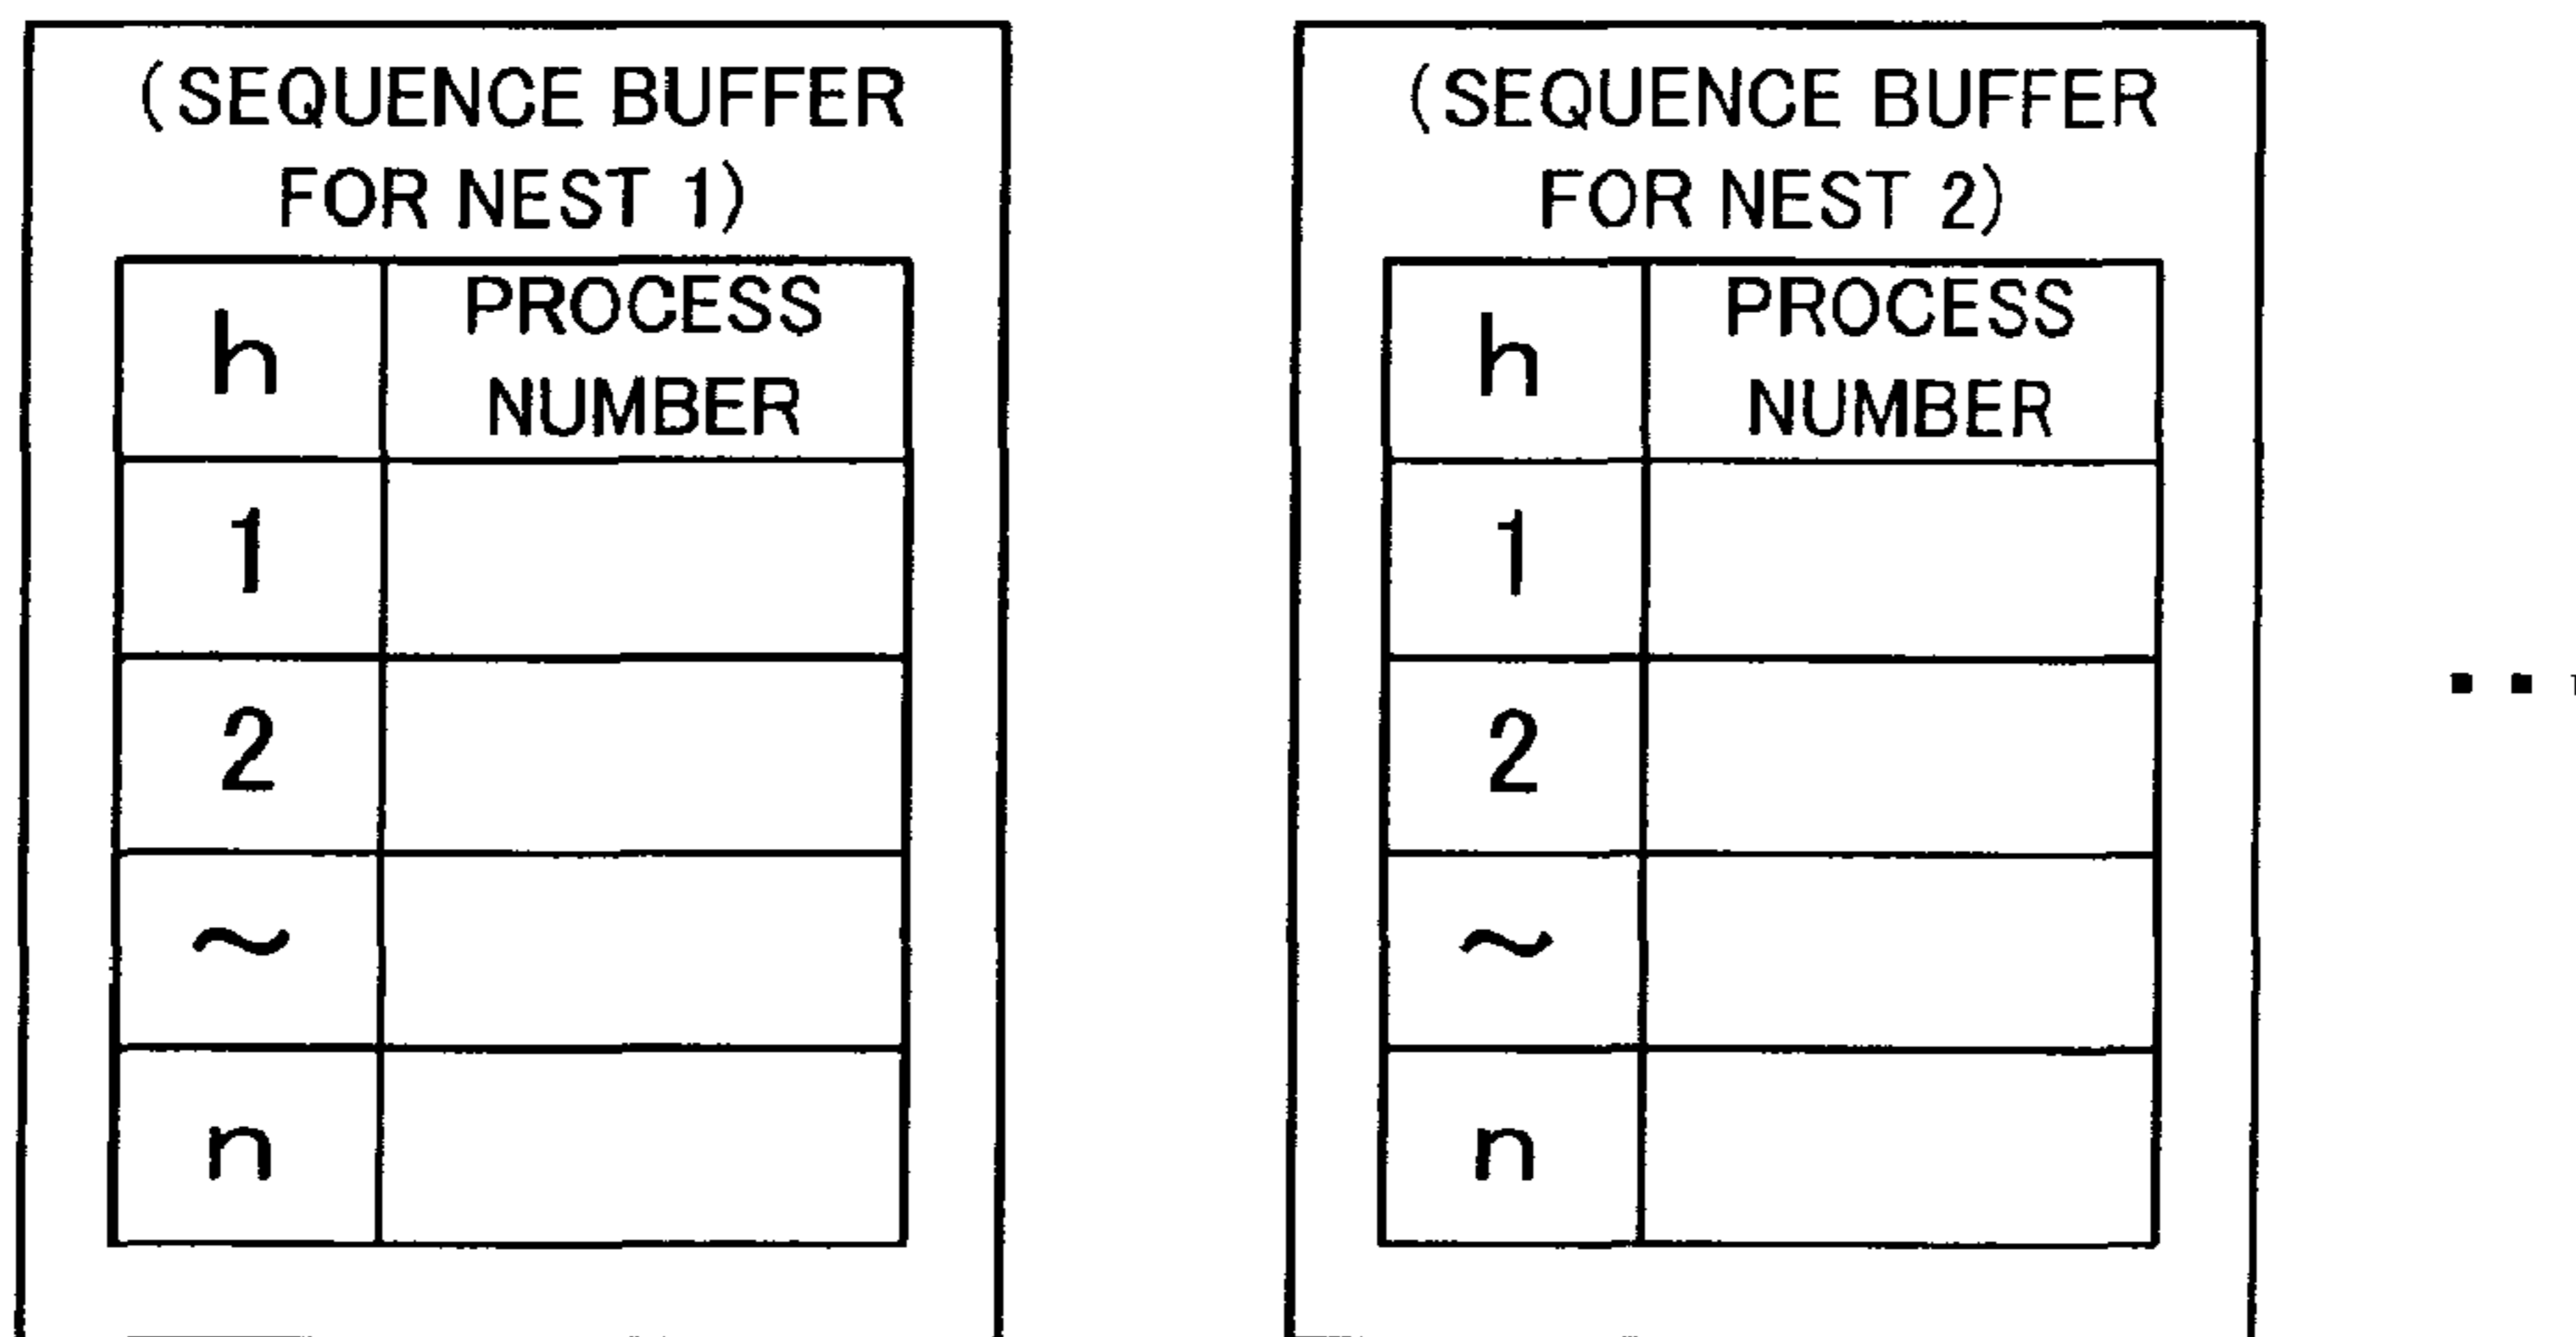 (SEQUENCE BUFFER
FOR NEST 1)
h
PROCESS
NUMBER
1
2
~
n
(SEQUENCE BUFFER
FOR NEST 2)
h
PROCESS
NUMBER
1
2
~
n
...